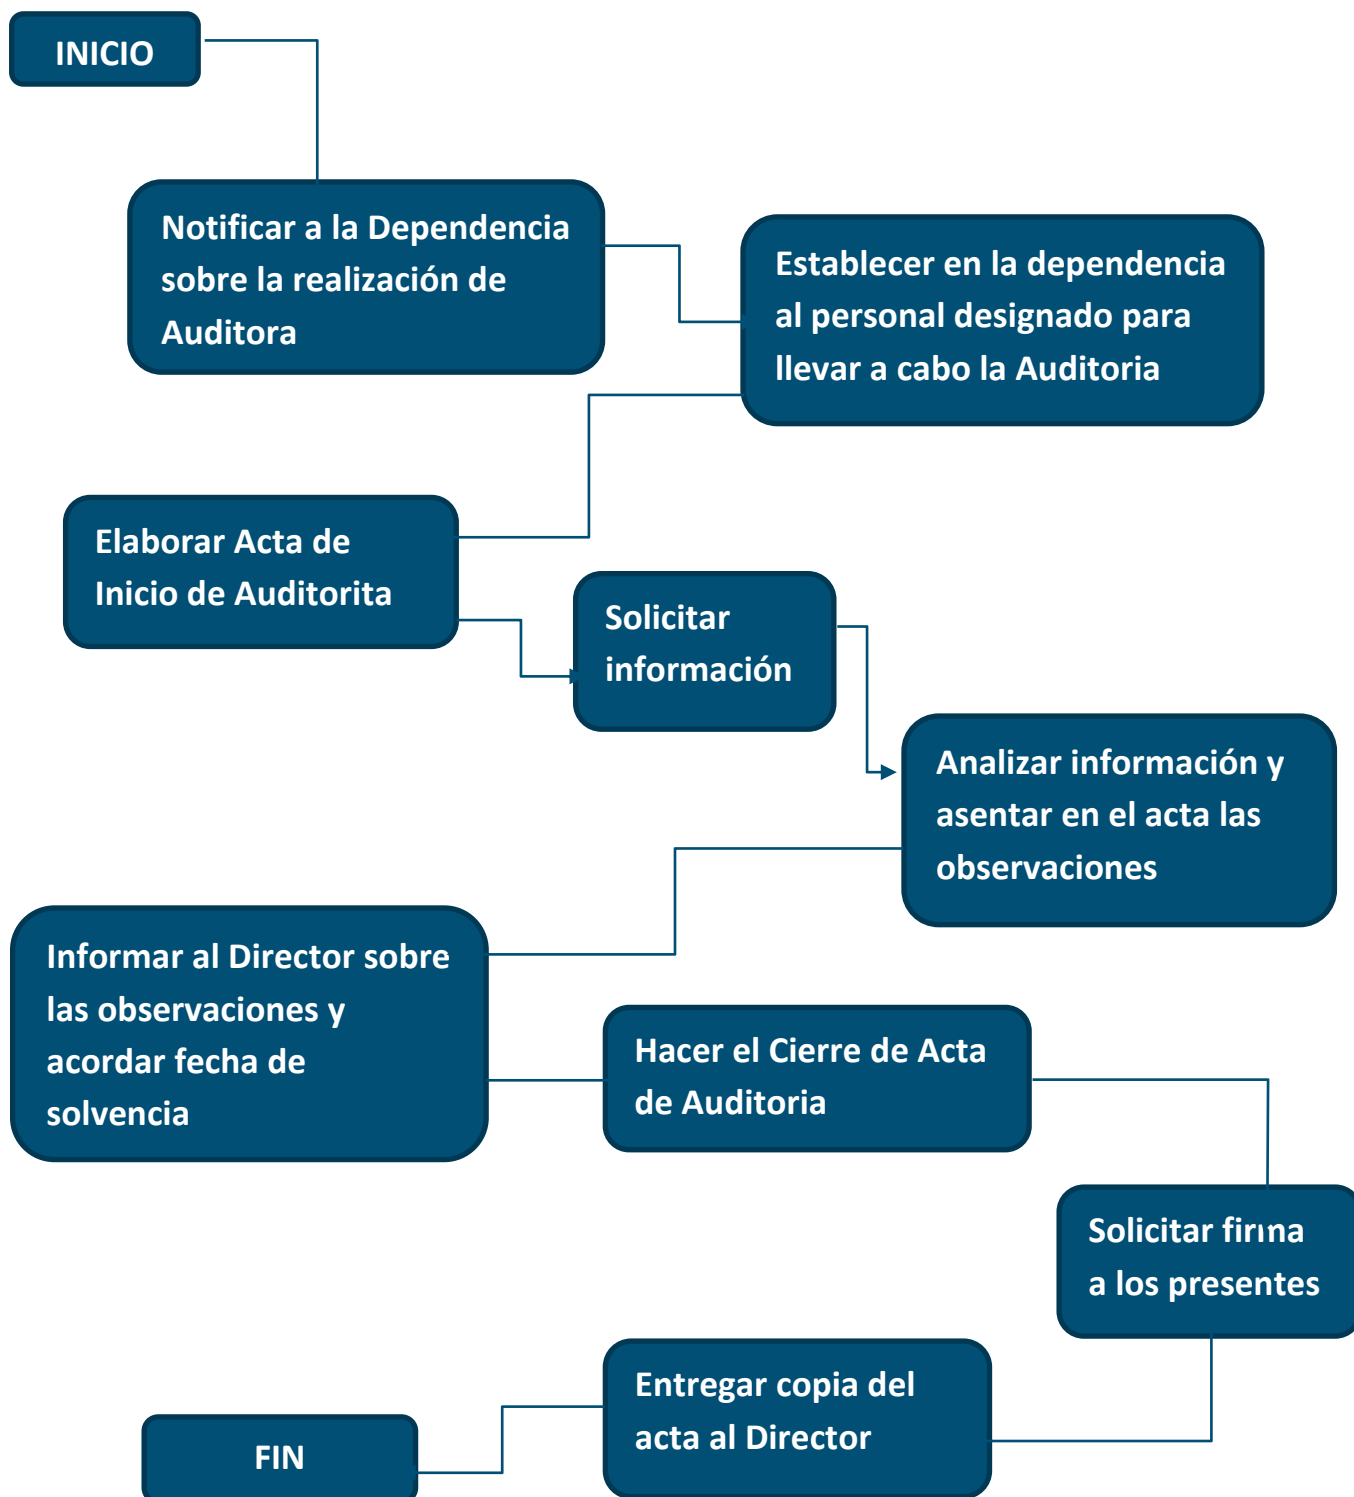 INICIO
Notificar a la Dependencia
sobre la realización de
Auditora
Establecer en la dependencia
al personal designado para
llevar a cabo la Auditoria
Elaborar Acta de
Inicio de Auditorita
Solicitar
información
Analizar información y
asentar en el acta las
observaciones
Informar al Director sobre
las observaciones y
acordar fecha de
solvencia
Hacer el Cierre de Acta
de Auditoria
Solicitar firma
a los presentes
Entregar copia del
acta al Director
FIN